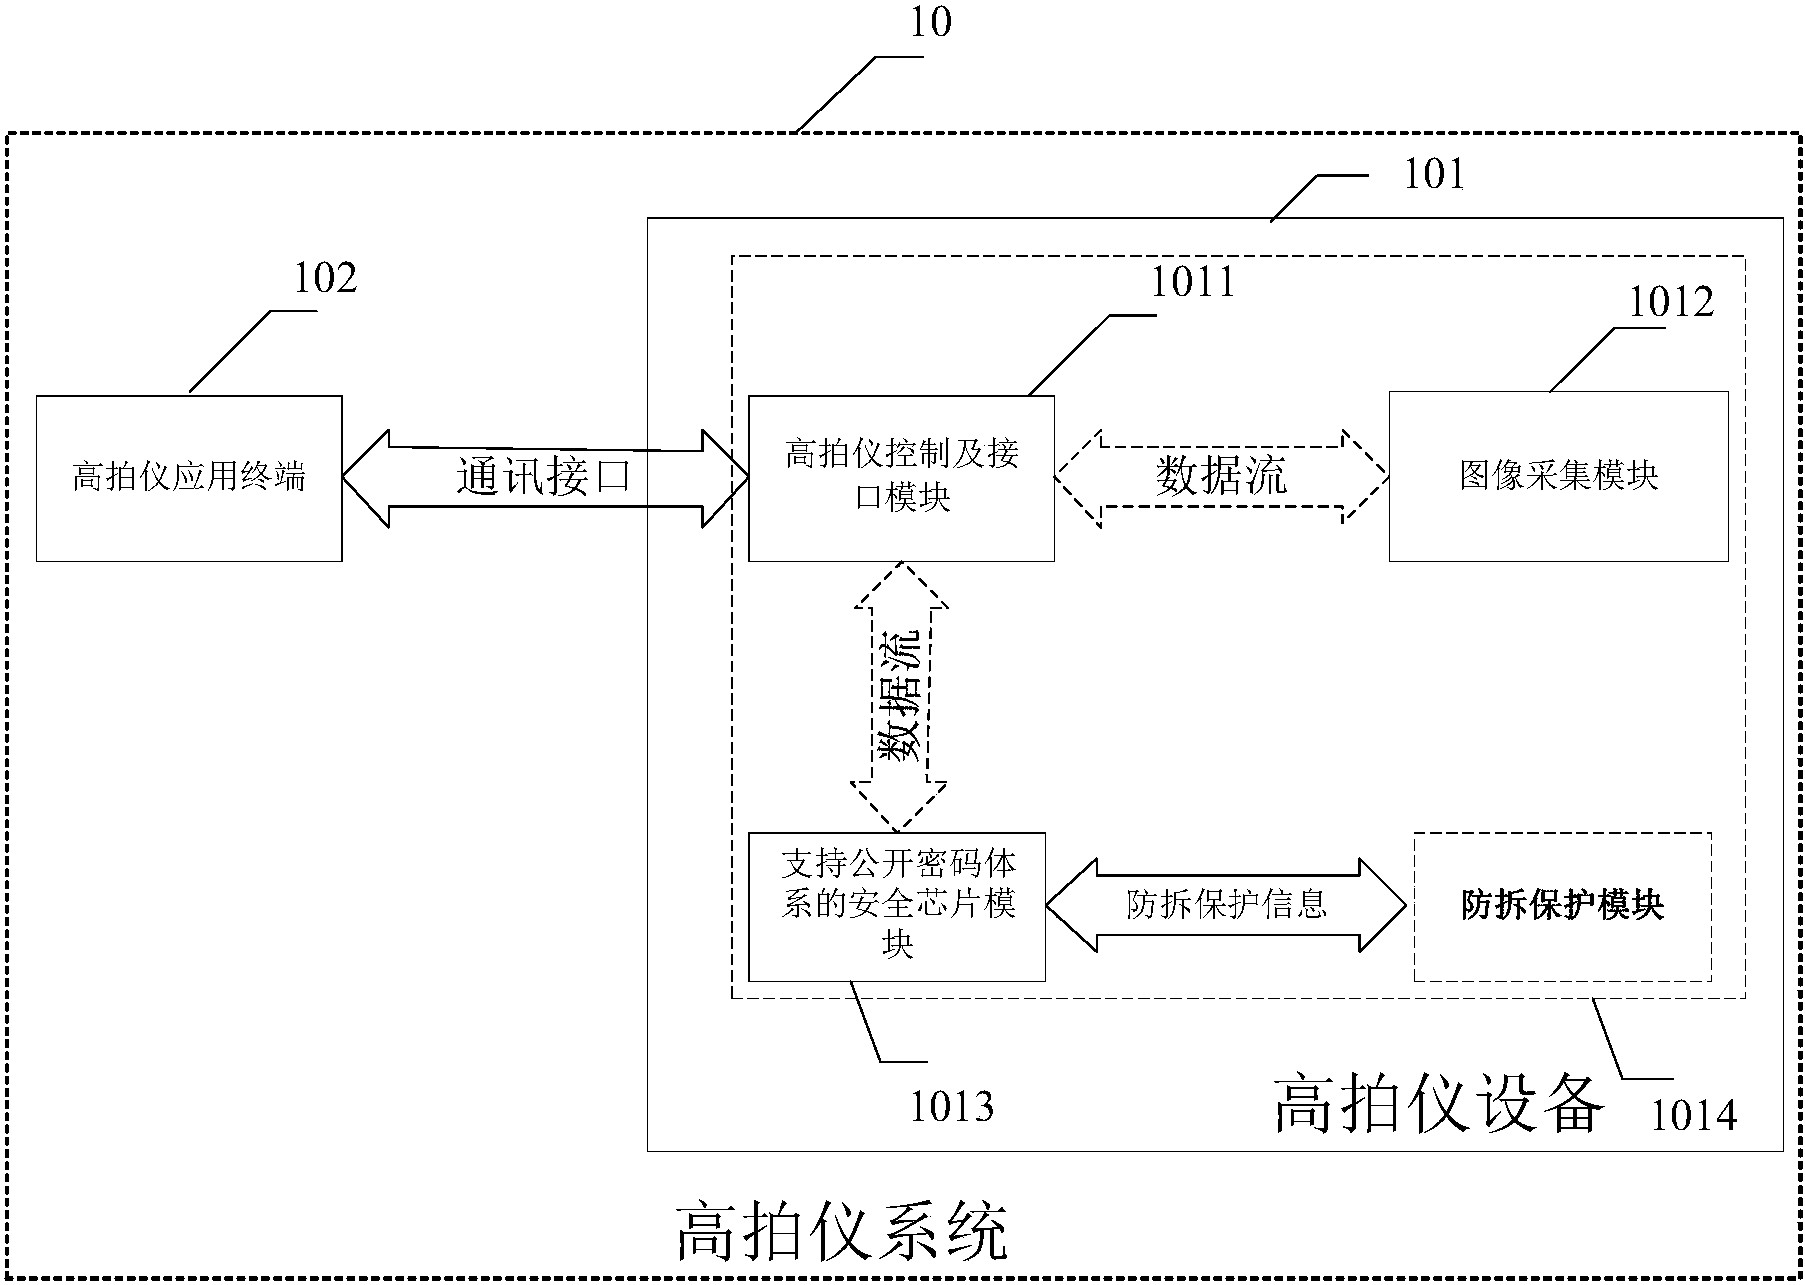 10
101
102
1011
1012
高拍仪应用终端
通讯接口
高拍仪控制及接
口模块
数据流
图像采集模块
数据流
支持公开密码体
系的安全芯片模
块
防拆保护信息
防拆保护模块
1013
高拍仪设备
1014
高拍仪系统